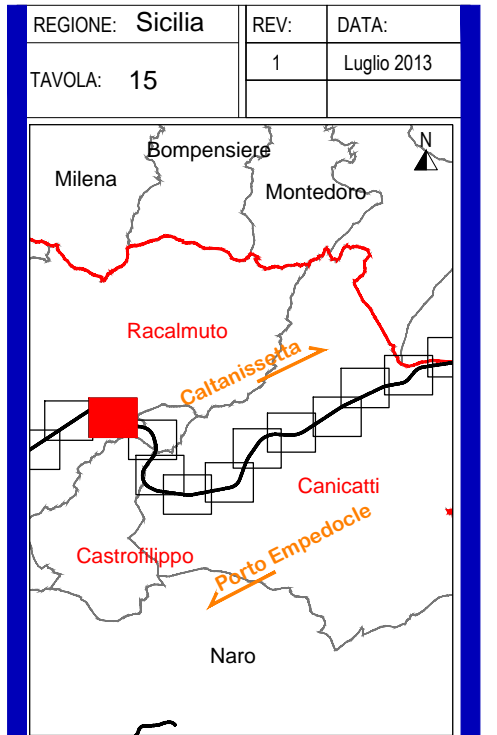 REGIONE: Sicilia
REV: DATA:
TAVOLA: 15
1 Luglio 2013
N
Bompensiere
Milena
Montedoro
Racalmuto
Caltanissetta
Canicatti
Castrofilippo
Porto Empedocle
Naro